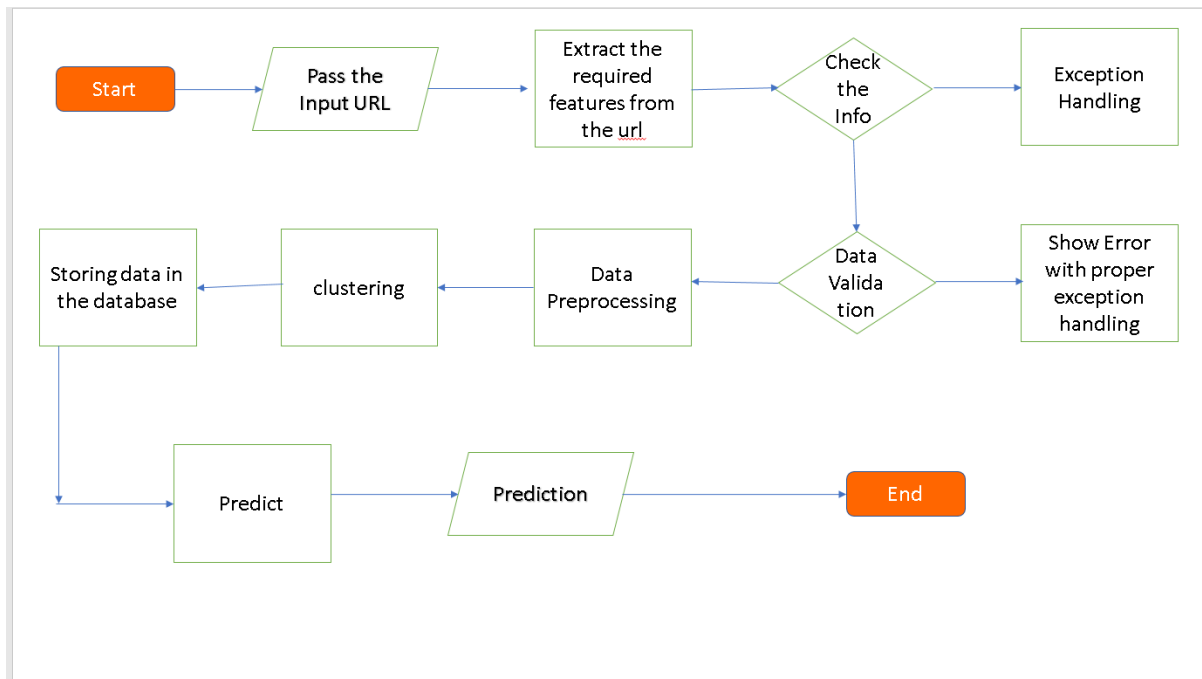 Start
Pass the
Input URL
Extract the
required
features from
the url
Check
the
Info
Exception
Handling
Storing data in
the database
clustering
Data
Preprocessing
Data
Valida
tion
Show Error
with proper
exception
handling
Predict
Prediction
End